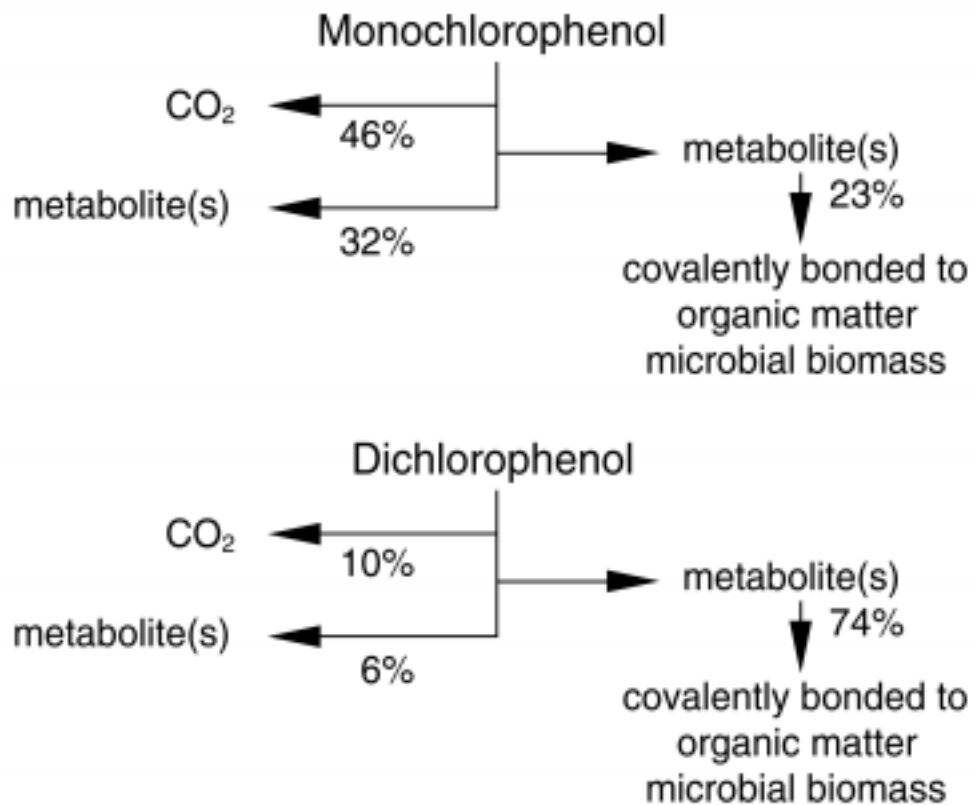 Monochlorophenol
CO₂
46%
metabolite(s)
metabolite(s)
32%
23%
covalently bonded to
organic matter
microbial biomass
Dichlorophenol
CO₂
10%
metabolite(s)
metabolite(s)
6%
74%
covalently bonded to
organic matter
microbial biomass